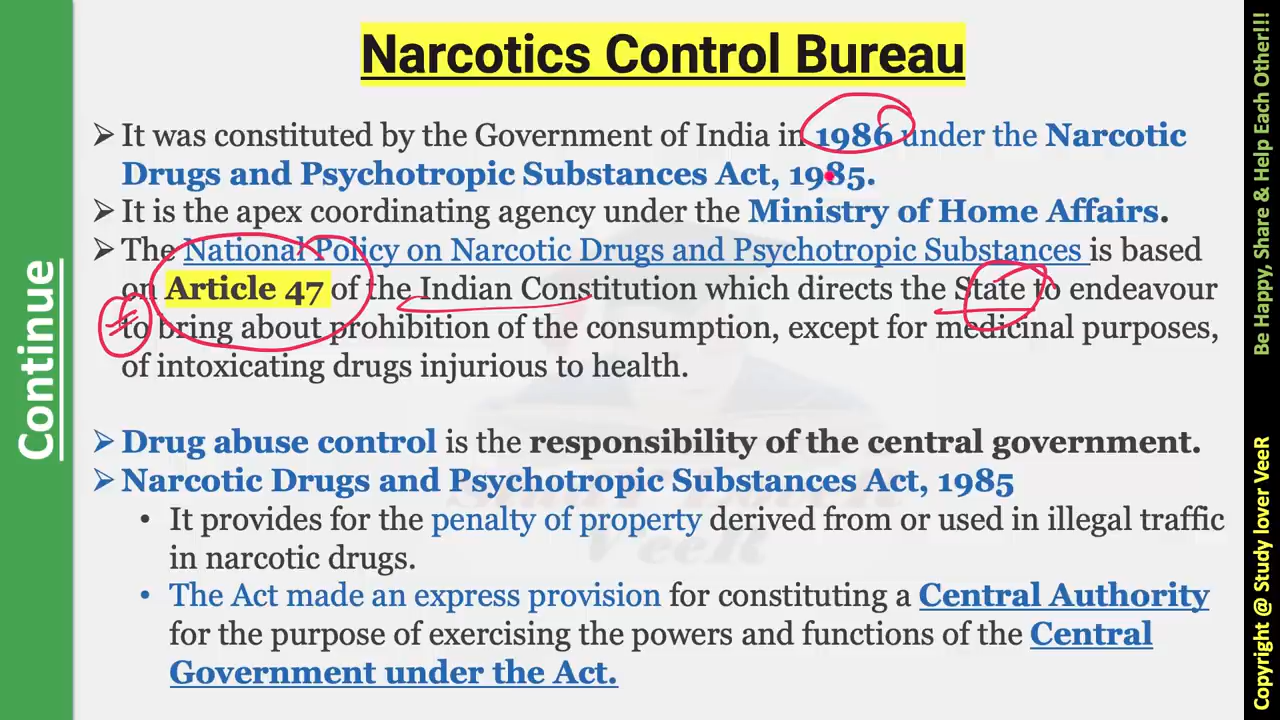 Narcotics Control Bureau
➢ It was constituted by the Government of India in 1986 under the Narcotic
Drugs and Psychotropic Substances Act, 1985.
➢ It is the apex coordinating agency under the Ministry of Home Affairs.
➢ The National Policy on Narcotic Drugs and Psychotropic Substances is based
on Article 47 of the Indian Constitution which directs the State to endeavour
to bring about prohibition of the consumption, except for medicinal purposes,
of intoxicating drugs injurious to health.
➢ Drug abuse control is the responsibility of the central government.
➢ Narcotic Drugs and Psychotropic Substances Act, 1985
• It provides for the penalty of property derived from or used in illegal traffic
in narcotic drugs.
• The Act made an express provision for constituting a Central Authority
for the purpose of exercising the powers and functions of the Central
Government under the Act.
Continue
Be Happy, Share & Help Each Other!!!
Copyright @ Study lover VeeR